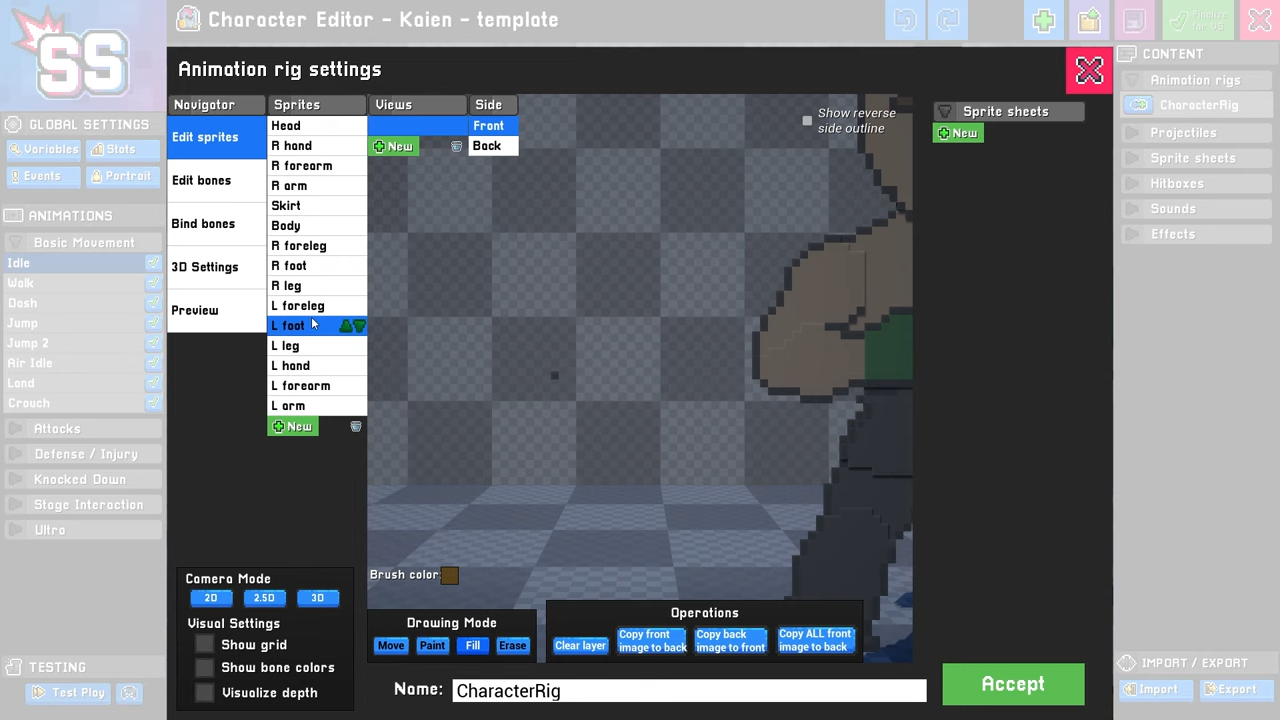 Character Editor - Kaien - template
Finalize for OS
SS
Animation rig settings
CONTENT
Navigator
Sprites
Views
Side
Show reverse side outline
Sprite sheets
New
Animation rigs
CharacterRig
Projectiles
Sprite sheets
Hitboxes
Sounds
Effects
GLOBAL SETTINGS
Variables
Stats
Events
Portrait
ANIMATIONS
Basic Movement
Idle
Walk
Dash
Jump
Jump 2
Air Idle
Land
Crouch
Attacks
Defense / Injury
Knocked Down
Stage Interaction
Ultra
TESTING
Test Play
Edit sprites
Edit bones
Bind bones
3D Settings
Preview
Head
R hand
R forearm
R arm
Skirt
Body
R foreleg
R foot
R leg
L foreleg
L foot
L leg
L hand
L forearm
L arm
New
New
Front
Back
Camera Mode
2D
2.5D
3D
Visual Settings
Show grid
Show bone colors
Visualize depth
Brush color:
Drawing Mode
Move
Paint
Fill
Erase
Operations
Clear layer
Copy front image to back
Copy back image to front
Copy ALL front image to back
Name:
CharacterRig
Accept
IMPORT / EXPORT
Import
Export